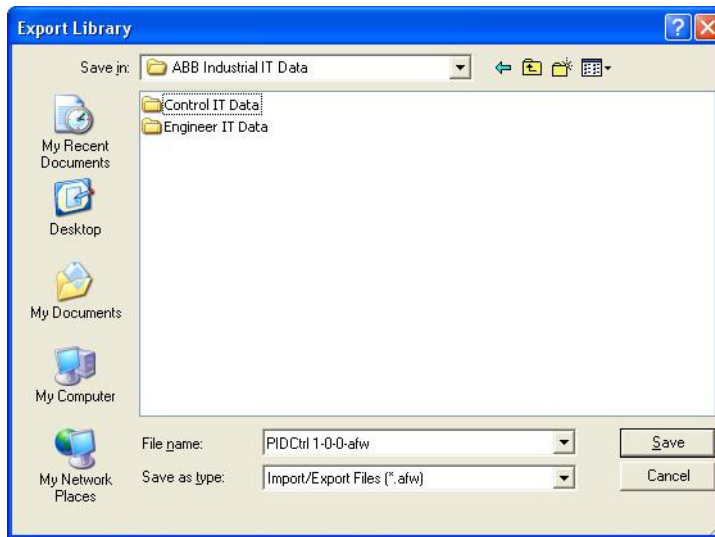 Export Library
Save in: ABB Industrial IT Data
Control IT Data
Engineer IT Data
My Recent
Documents
Desktop
My Documents
My Computer
My Network
Places
File name: PIDCtrl 1-0-0-afw Save
Save as type: Import/Export Files (*.afw) Cancel